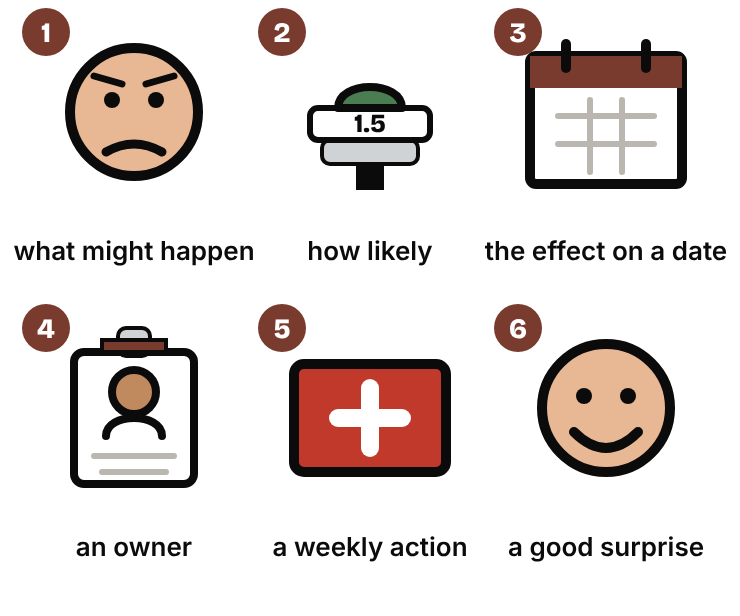 1
2
3
1.5
what might happen
how likely
the effect on a date
4
5
6
an owner
a weekly action
a good surprise